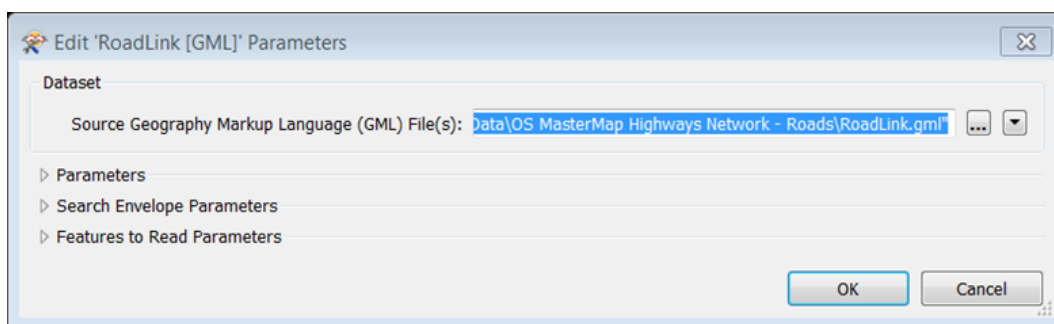 Edit 'RoadLink [GML]' Parameters
Dataset
Source Geography Markup Language (GML) File(s): Data\OS MasterMap Highways Network - Roads\RoadLink.gml" ...
Parameters
Search Envelope Parameters
Features to Read Parameters
OK Cancel